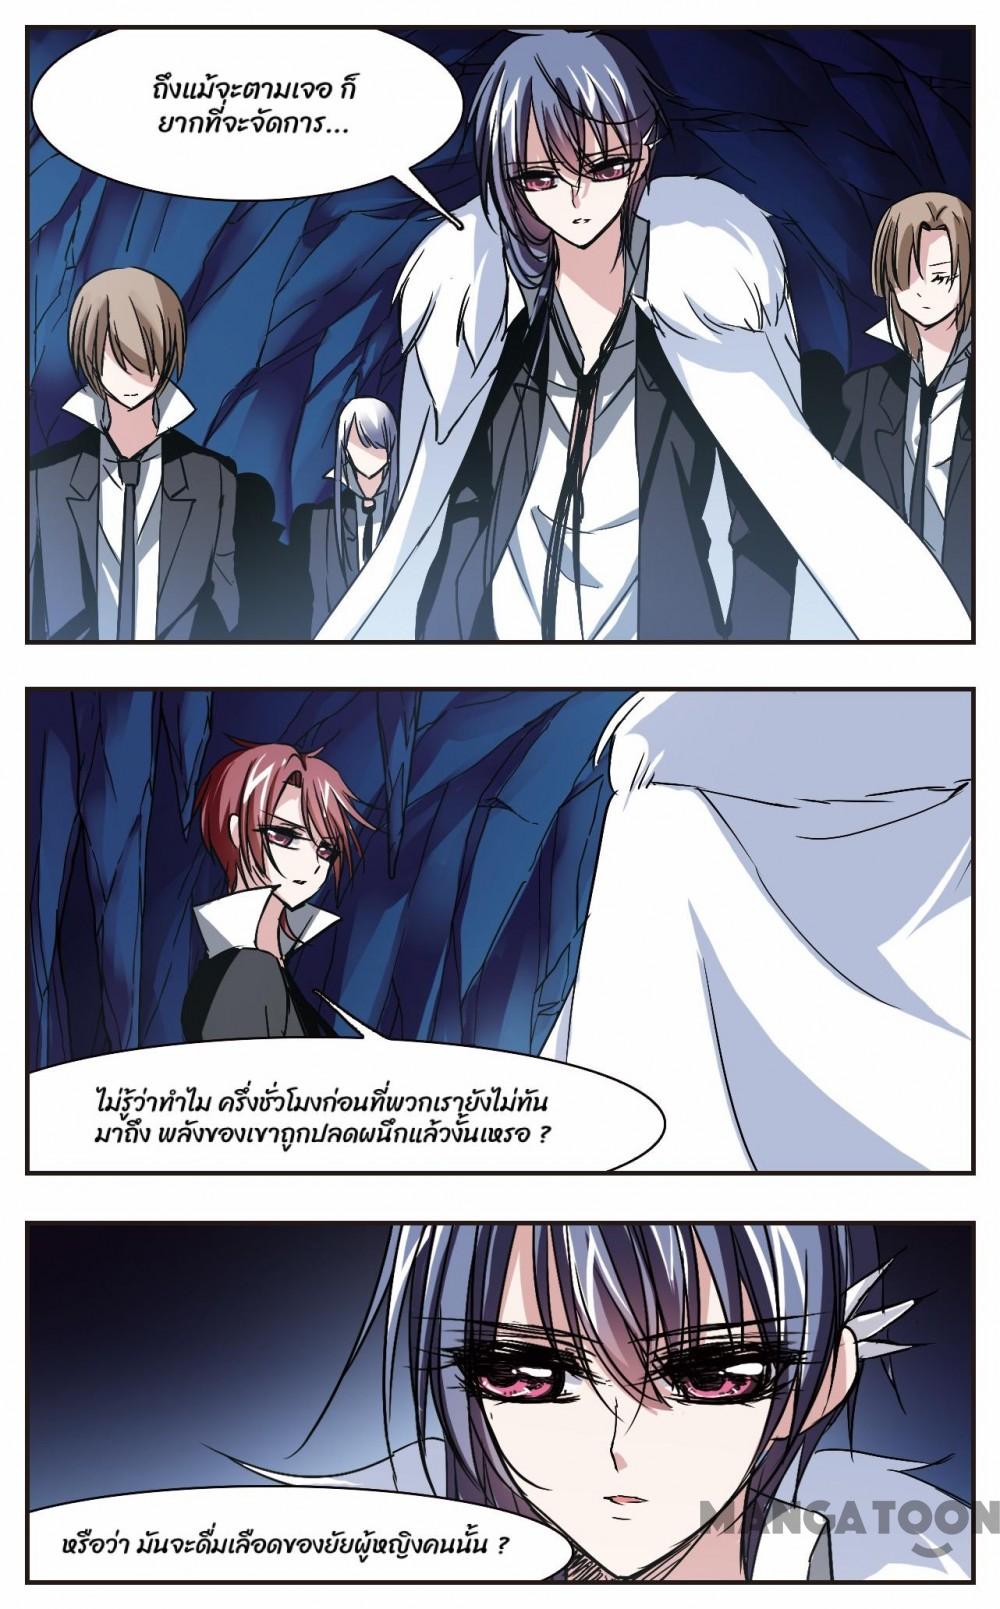 ถึงแม้จะตามเจอ ก็
ยากที่จะจัดการ...
ไม่รู้ว่าทำไม ครึ่งชั่วโมงก่อนที่พวกเรายังไม่ทัน
มาถึง พลังของเขาถูกปลดผนึกแล้วงั้นเหรอ ?
หรือว่า มันจะดื่มเลือดของยัยผู้หญิงคนนั้น ?
MANGATOON